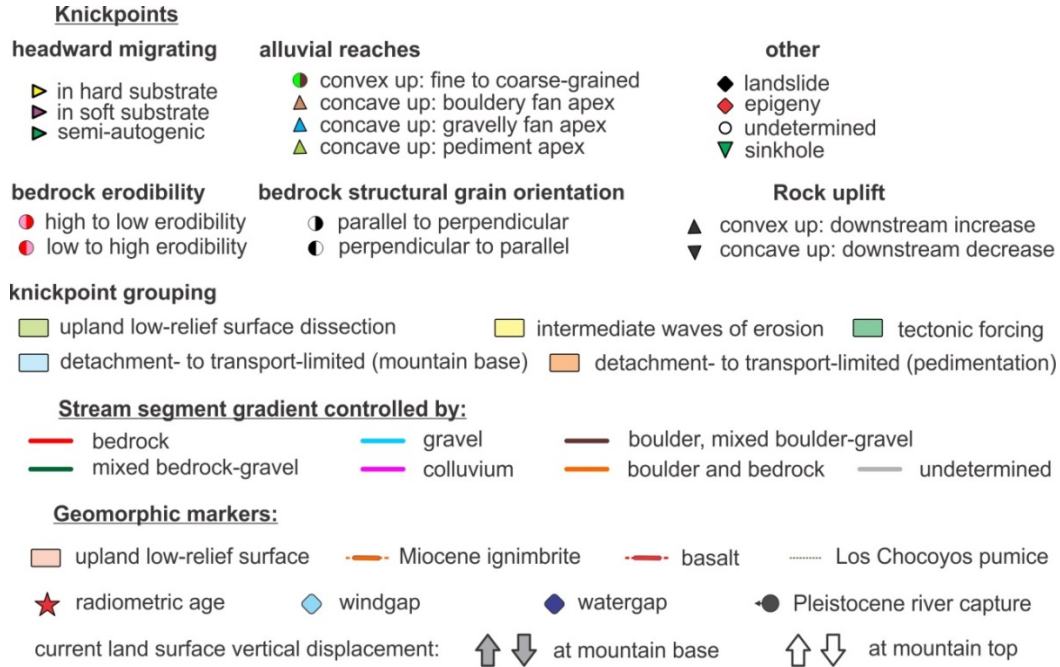 Knickpoints
headward migrating
in hard substrate
in soft substrate
semi-autogenic
alluvial reaches
convex up: fine to coarse-grained
concave up: bouldery fan apex
concave up: gravelly fan apex
concave up: pediment apex
other
landslide
epigeny
undetermined
sinkhole
bedrock erodibility
high to low erodibility
low to high erodibility
bedrock structural grain orientation
parallel to perpendicular
perpendicular to parallel
Rock uplift
convex up: downstream increase
concave up: downstream decrease
knickpoint grouping
upland low-relief surface dissection
intermediate waves of erosion
tectonic forcing
detachment- to transport-limited (mountain base)
detachment- to transport-limited (pedimentation)
Stream segment gradient controlled by:
bedrock
gravel
boulder, mixed boulder-gravel
mixed bedrock-gravel
colluvium
boulder and bedrock
undetermined
Geomorphic markers:
upland low-relief surface
Miocene ignimbrite
basalt
Los Chocoyos pumice
radiometric age
windgap
watergap
Pleistocene river capture
current land surface vertical displacement:
at mountain base
at mountain top